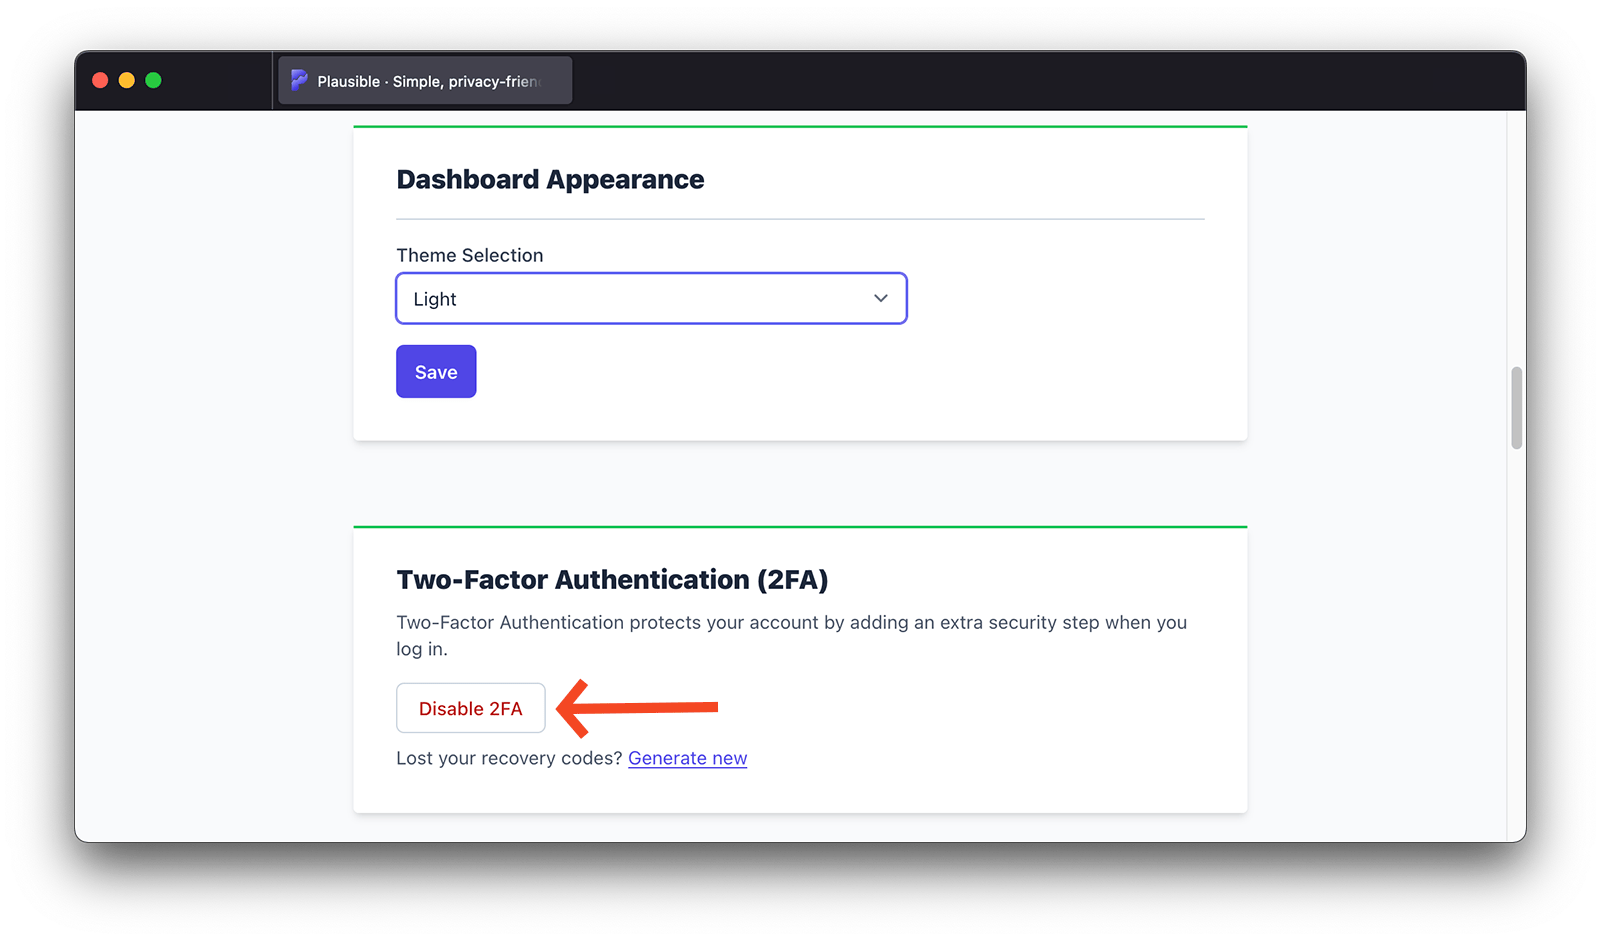 Plausible · Simple, privacy-frien
Dashboard Appearance
Theme Selection
Light
Save
Two-Factor Authentication (2FA)
Two-Factor Authentication protects your account by adding an extra security step when you
log in.
Disable 2FA
Lost your recovery codes? Generate new